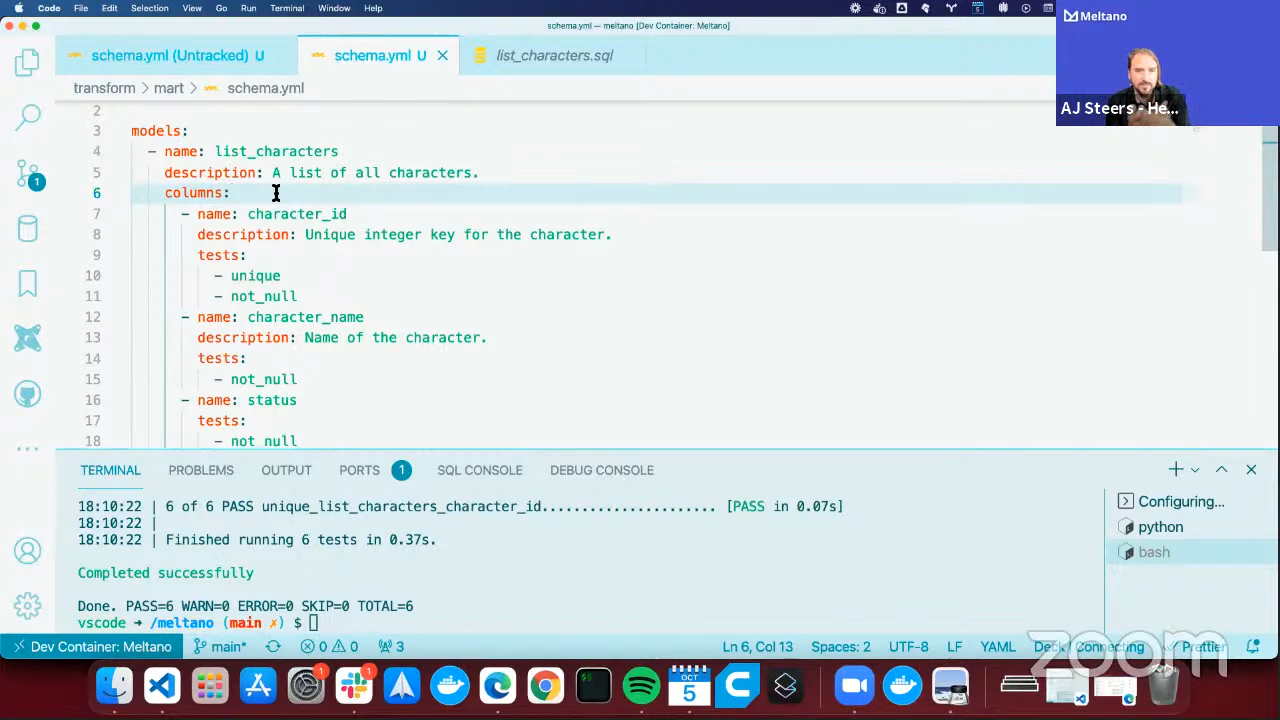 Code File Edit Selection View Go Run Terminal Window Help
schema.yml — meltano [Dev Container: Meltano]
Meltano
AJ Steers - He...
schema.yml (Untracked) U
schema.yml U
list_characters.sql
transform > mart > schema.yml
2
3 models:
4 - name: list_characters
5 description: A list of all characters.
6 columns:
7 - name: character_id
8 description: Unique integer key for the character.
9 tests:
10 - unique
11 - not_null
12 - name: character_name
13 description: Name of the character.
14 tests:
15 - not_null
16 - name: status
17 tests:
18 - not_null
1
TERMINAL PROBLEMS OUTPUT PORTS 1 SQL CONSOLE DEBUG CONSOLE
18:10:22 | 6 of 6 PASS unique_list_characters_character_id...................... [PASS in 0.07s]
18:10:22 |
18:10:22 | Finished running 6 tests in 0.37s.
Completed successfully
Done. PASS=6 WARN=0 ERROR=0 SKIP=0 TOTAL=6
vscode → /meltano (main ✗) $
Configuring...
python
bash
Dev Container: Meltano main* 0 0 3 Ln 6, Col 13 Spaces: 2 UTF-8 LF YAML Deck Connecting Prettier
zoom
1
1
OCT
5